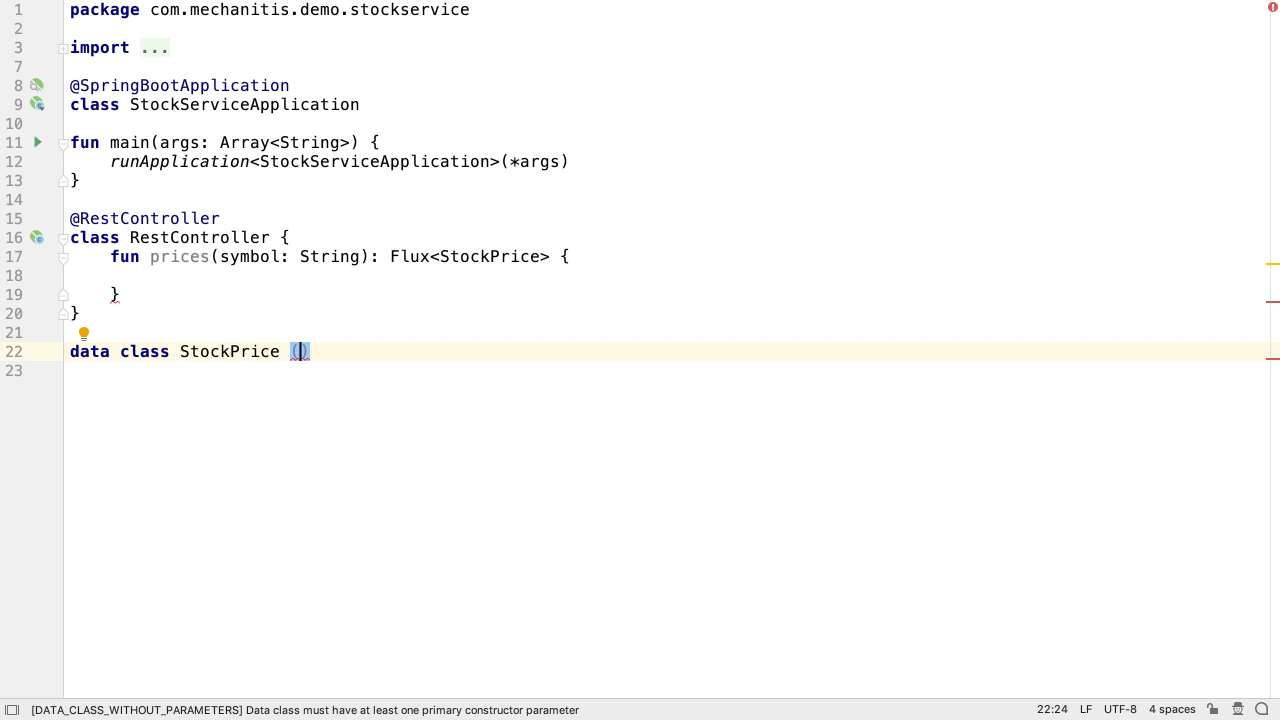 1 package com.mechanitis.demo.stockservice
2
3 import ...
7
8 @SpringBootApplication
9 class StockServiceApplication
10
11 fun main(args: Array<String>) {
12     runApplication<StockServiceApplication>(*args)
13 }
14
15 @RestController
16 class RestController {
17     fun prices(symbol: String): Flux<StockPrice> {
18
19     }
20 }
21
22 data class StockPrice ()
23
[DATA_CLASS_WITHOUT_PARAMETERS] Data class must have at least one primary constructor parameter 22:24 LF UTF-8 4 spaces